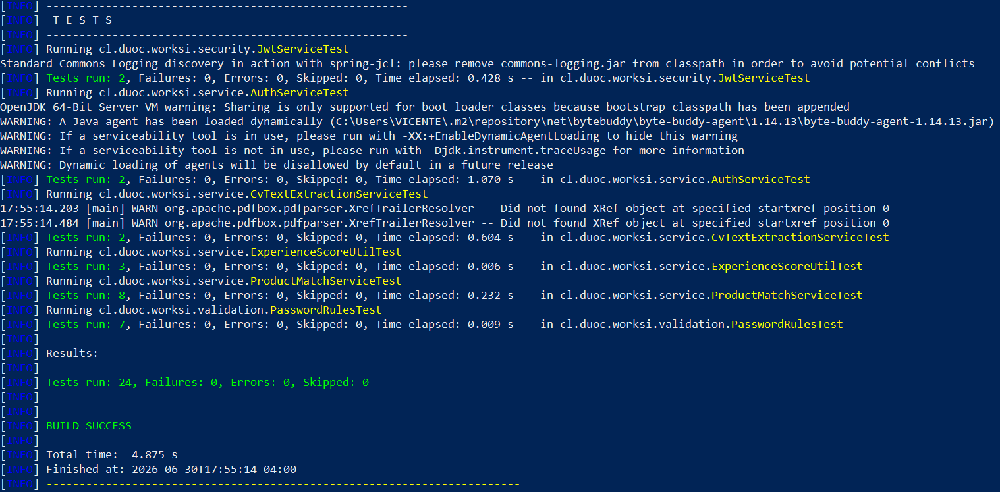 [INFO] -------------------------------------------------------
[INFO]  T E S T S
[INFO] -------------------------------------------------------
[INFO] Running cl.duoc.worksi.security.JwtServiceTest
Standard Commons Logging discovery in action with spring-jcl: please remove commons-logging.jar from classpath in order to avoid potential conflicts
[INFO] Tests run: 2, Failures: 0, Errors: 0, Skipped: 0, Time elapsed: 0.428 s -- in cl.duoc.worksi.security.JwtServiceTest
[INFO] Running cl.duoc.worksi.service.AuthServiceTest
OpenJDK 64-Bit Server VM warning: Sharing is only supported for boot loader classes because bootstrap classpath has been appended
WARNING: A Java agent has been loaded dynamically (C:\Users\VICENTE\.m2\repository\net\bytebuddy\byte-buddy-agent\1.14.13\byte-buddy-agent-1.14.13.jar)
WARNING: If a serviceability tool is in use, please run with -XX:+EnableDynamicAgentLoading to hide this warning
WARNING: If a serviceability tool is not in use, please run with -Djdk.instrument.traceUsage for more information
WARNING: Dynamic loading of agents will be disallowed by default in a future release
[INFO] Tests run: 2, Failures: 0, Errors: 0, Skipped: 0, Time elapsed: 1.070 s -- in cl.duoc.worksi.service.AuthServiceTest
[INFO] Running cl.duoc.worksi.service.CvTextExtractionServiceTest
17:55:14.203 [main] WARN org.apache.pdfbox.pdfparser.XrefTrailerResolver -- Did not found XRef object at specified startxref position 0
17:55:14.484 [main] WARN org.apache.pdfbox.pdfparser.XrefTrailerResolver -- Did not found XRef object at specified startxref position 0
[INFO] Tests run: 2, Failures: 0, Errors: 0, Skipped: 0, Time elapsed: 0.604 s -- in cl.duoc.worksi.service.CvTextExtractionServiceTest
[INFO] Running cl.duoc.worksi.service.ExperienceScoreUtilTest
[INFO] Tests run: 3, Failures: 0, Errors: 0, Skipped: 0, Time elapsed: 0.006 s -- in cl.duoc.worksi.service.ExperienceScoreUtilTest
[INFO] Running cl.duoc.worksi.service.ProductMatchServiceTest
[INFO] Tests run: 8, Failures: 0, Errors: 0, Skipped: 0, Time elapsed: 0.232 s -- in cl.duoc.worksi.service.ProductMatchServiceTest
[INFO] Running cl.duoc.worksi.validation.PasswordRulesTest
[INFO] Tests run: 7, Failures: 0, Errors: 0, Skipped: 0, Time elapsed: 0.009 s -- in cl.duoc.worksi.validation.PasswordRulesTest
[INFO]
[INFO] Results:
[INFO]
[INFO] Tests run: 24, Failures: 0, Errors: 0, Skipped: 0
[INFO]
[INFO] ------------------------------------------------------------------------
[INFO] BUILD SUCCESS
[INFO] ------------------------------------------------------------------------
[INFO] Total time:  4.875 s
[INFO] Finished at: 2026-06-30T17:55:14-04:00
[INFO] ------------------------------------------------------------------------